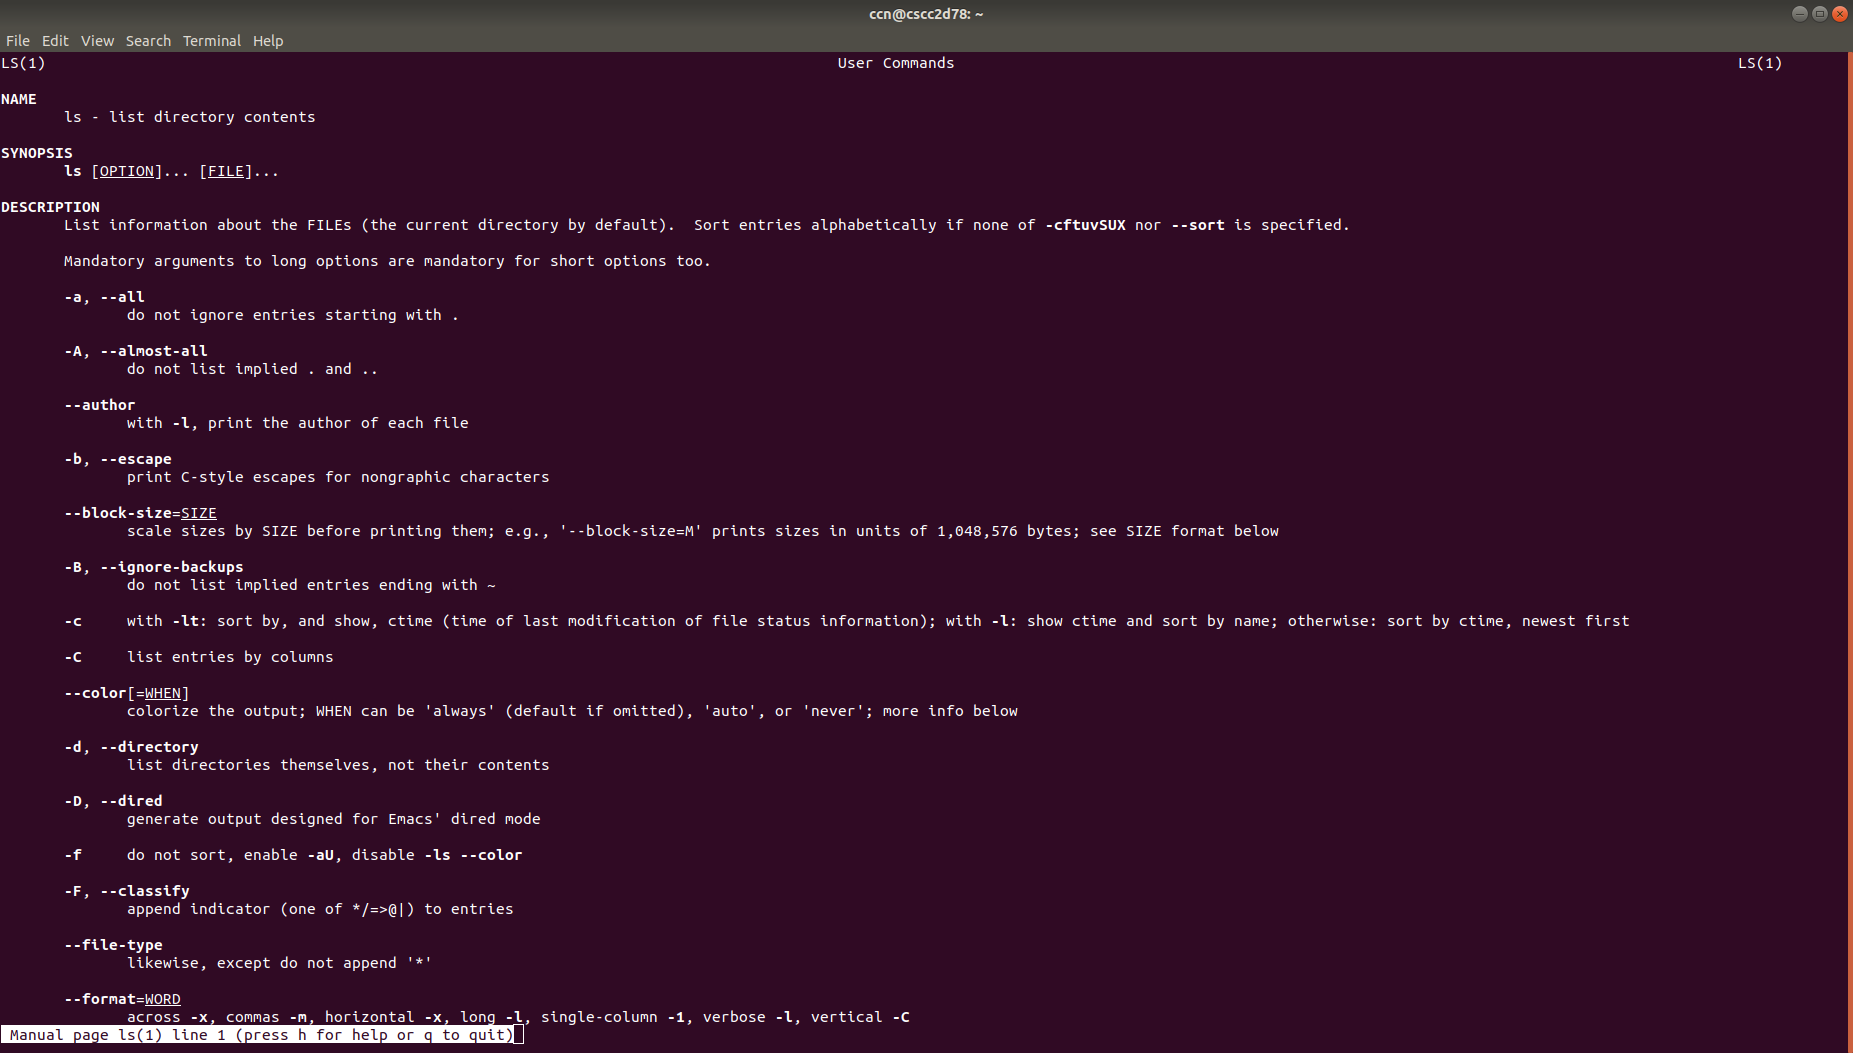 ccn@cscc2d78: ~
File Edit View Search Terminal Help
LS(1) User Commands LS(1)
NAME
ls - list directory contents
SYNOPSIS
ls [OPTION]... [FILE]...
DESCRIPTION
List information about the FILEs (the current directory by default).  Sort entries alphabetically if none of -cftuvSUX nor --sort is specified.
Mandatory arguments to long options are mandatory for short options too.
-a, --all
do not ignore entries starting with .
-A, --almost-all
do not list implied . and ..
--author
with -l, print the author of each file
-b, --escape
print C-style escapes for nongraphic characters
--block-size=SIZE
scale sizes by SIZE before printing them; e.g., '--block-size=M' prints sizes in units of 1,048,576 bytes; see SIZE format below
-B, --ignore-backups
do not list implied entries ending with ~
-c     with -lt: sort by, and show, ctime (time of last modification of file status information); with -l: show ctime and sort by name; otherwise: sort by ctime, newest first
-C     list entries by columns
--color[=WHEN]
colorize the output; WHEN can be 'always' (default if omitted), 'auto', or 'never'; more info below
-d, --directory
list directories themselves, not their contents
-D, --dired
generate output designed for Emacs' dired mode
-f     do not sort, enable -aU, disable -ls --color
-F, --classify
append indicator (one of */=>@|) to entries
--file-type
likewise, except do not append '*'
--format=WORD
across -x, commas -m, horizontal -x, long -l, single-column -1, verbose -l, vertical -C
Manual page ls(1) line 1 (press h for help or q to quit)